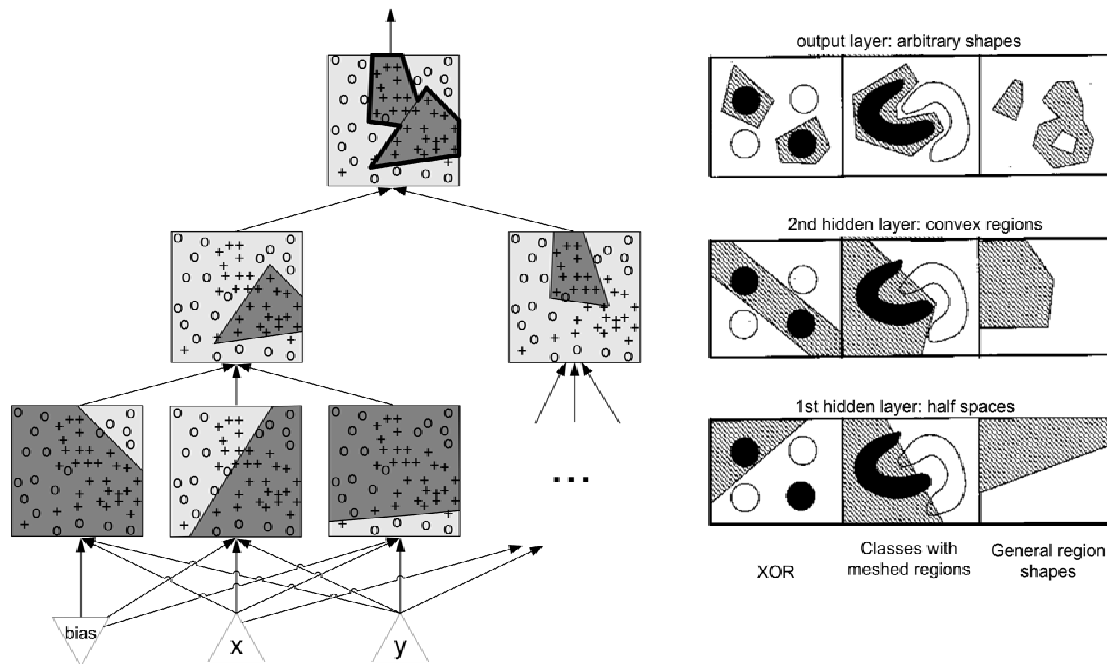 output layer: arbitrary shapes
2nd hidden layer: convex regions
1st hidden layer: half spaces
...
XOR
Classes with
meshed regions
General region
shapes
bias
x
y